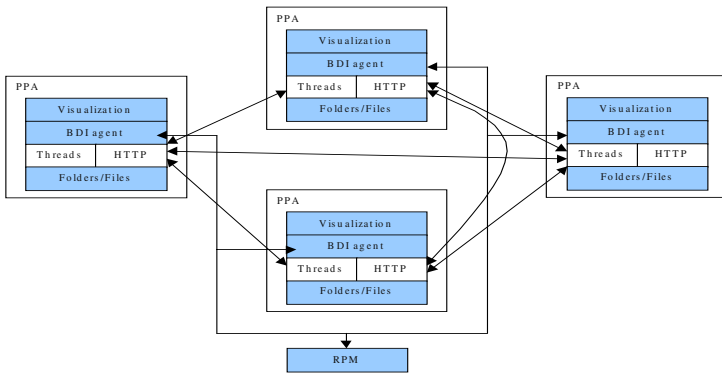 PPA
Visualization
BDI agent
Threads HTTP
Folders/Files
PPA
Visualization
BDI agent
Threads HTTP
Folders/Files
PPA
Visualization
BDI agent
Threads HTTP
Folders/Files
PPA
Visualization
BDI agent
Threads HTTP
Folders/Files
RPM